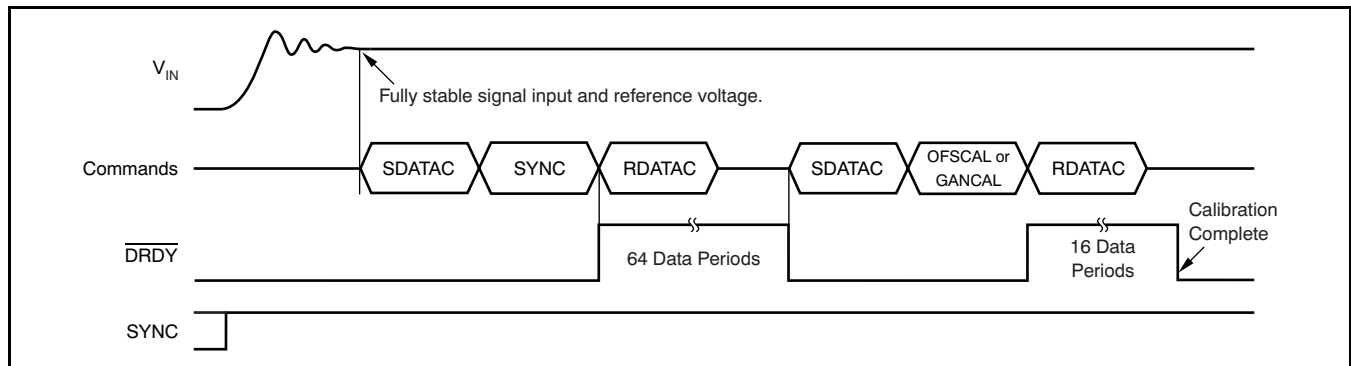 VIN
Fully stable signal input and reference voltage.
Commands
SDATAC
SYNC
RDATAC
SDATAC
OFSCAL or
GANCAL
RDATAC
DRDY
64 Data Periods
16 Data
Periods
Calibration
Complete
SYNC